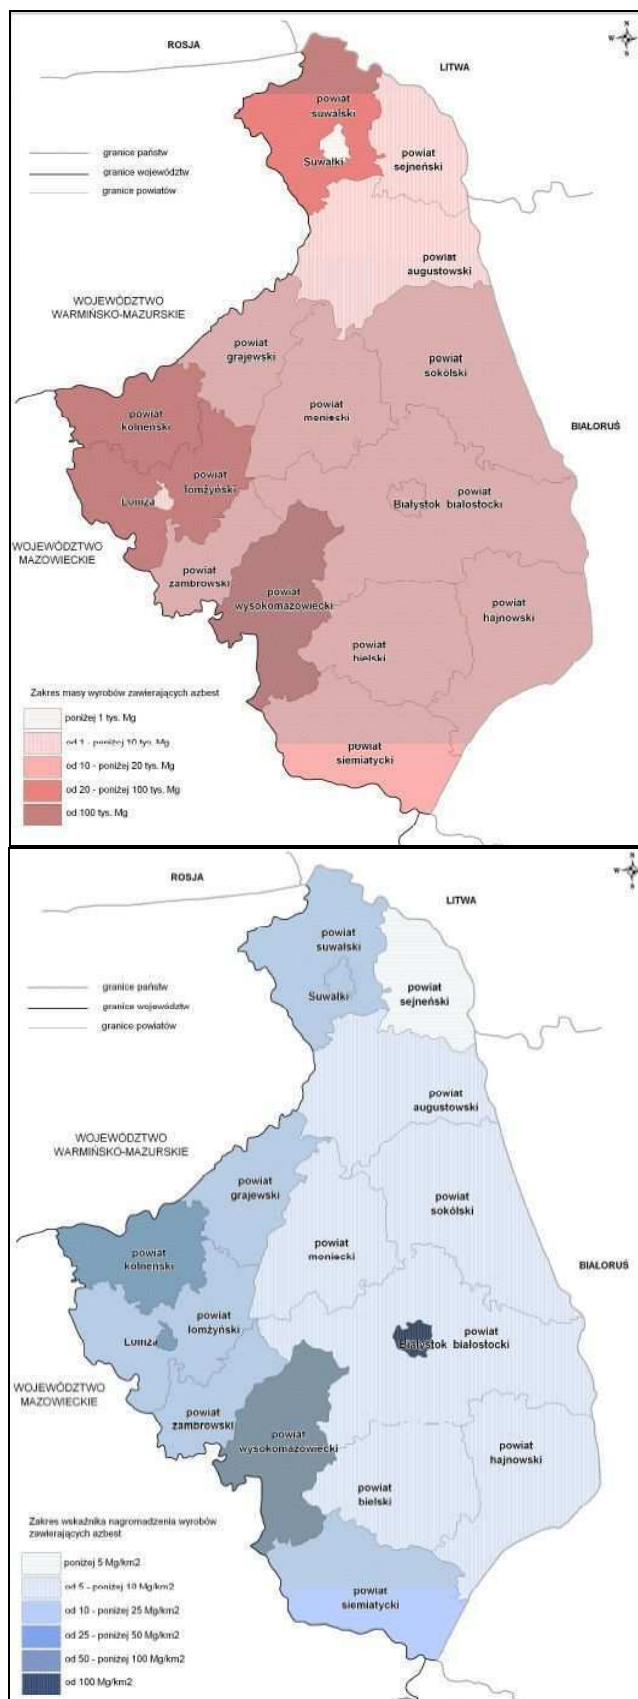 ROSJA
N
W E
S
LITWA
powiat
suwalski
granice państw
Suwałki
powiat
sejneński
granice województw
granice powiatów
powiat
augustowski
WOJEWÓDZTWO
WARMIŃSKO-MAZURSKIE
powiat
grajewski
powiat
sokólski
powiat
moniecki
powiat
kolneński
BIAŁORUŚ
powiat
łomżyński
Łomża
Białystok
powiat
białostocki
WOJEWÓDZTWO
MAZOWIECKIE
powiat
zambrowski
powiat
wysokomazowiecki
powiat
hajnowski
powiat
bielski
Zakres masy wyrobów zawierających azbest
poniżej 1 tys. Mg
od 1 - poniżej 10 tys. Mg
od 10 - poniżej 20 tys. Mg
od 20 - poniżej 100 tys. Mg
od 100 tys. Mg
powiat
siemiatycki
ROSJA
N
W E
S
LITWA
powiat
suwalski
granice państw
Suwałki
powiat
sejneński
granice województw
granice powiatów
powiat
augustowski
WOJEWÓDZTWO
WARMIŃSKO-MAZURSKIE
powiat
grajewski
powiat
sokólski
powiat
moniecki
powiat
kolneński
BIAŁORUŚ
powiat
łomżyński
Łomża
Białystok
powiat
białostocki
WOJEWÓDZTWO
MAZOWIECKIE
powiat
zambrowski
powiat
wysokomazowiecki
powiat
hajnowski
powiat
bielski
Zakres wskaźnika nagromadzenia wyrobów
zawierających azbest
poniżej 5 Mg/km2
od 5 - poniżej 10 Mg/km2
od 10 - poniżej 25 Mg/km2
od 25 - poniżej 50 Mg/km2
od 50 - poniżej 100 Mg/km2
od 100 Mg/km2
powiat
siemiatycki